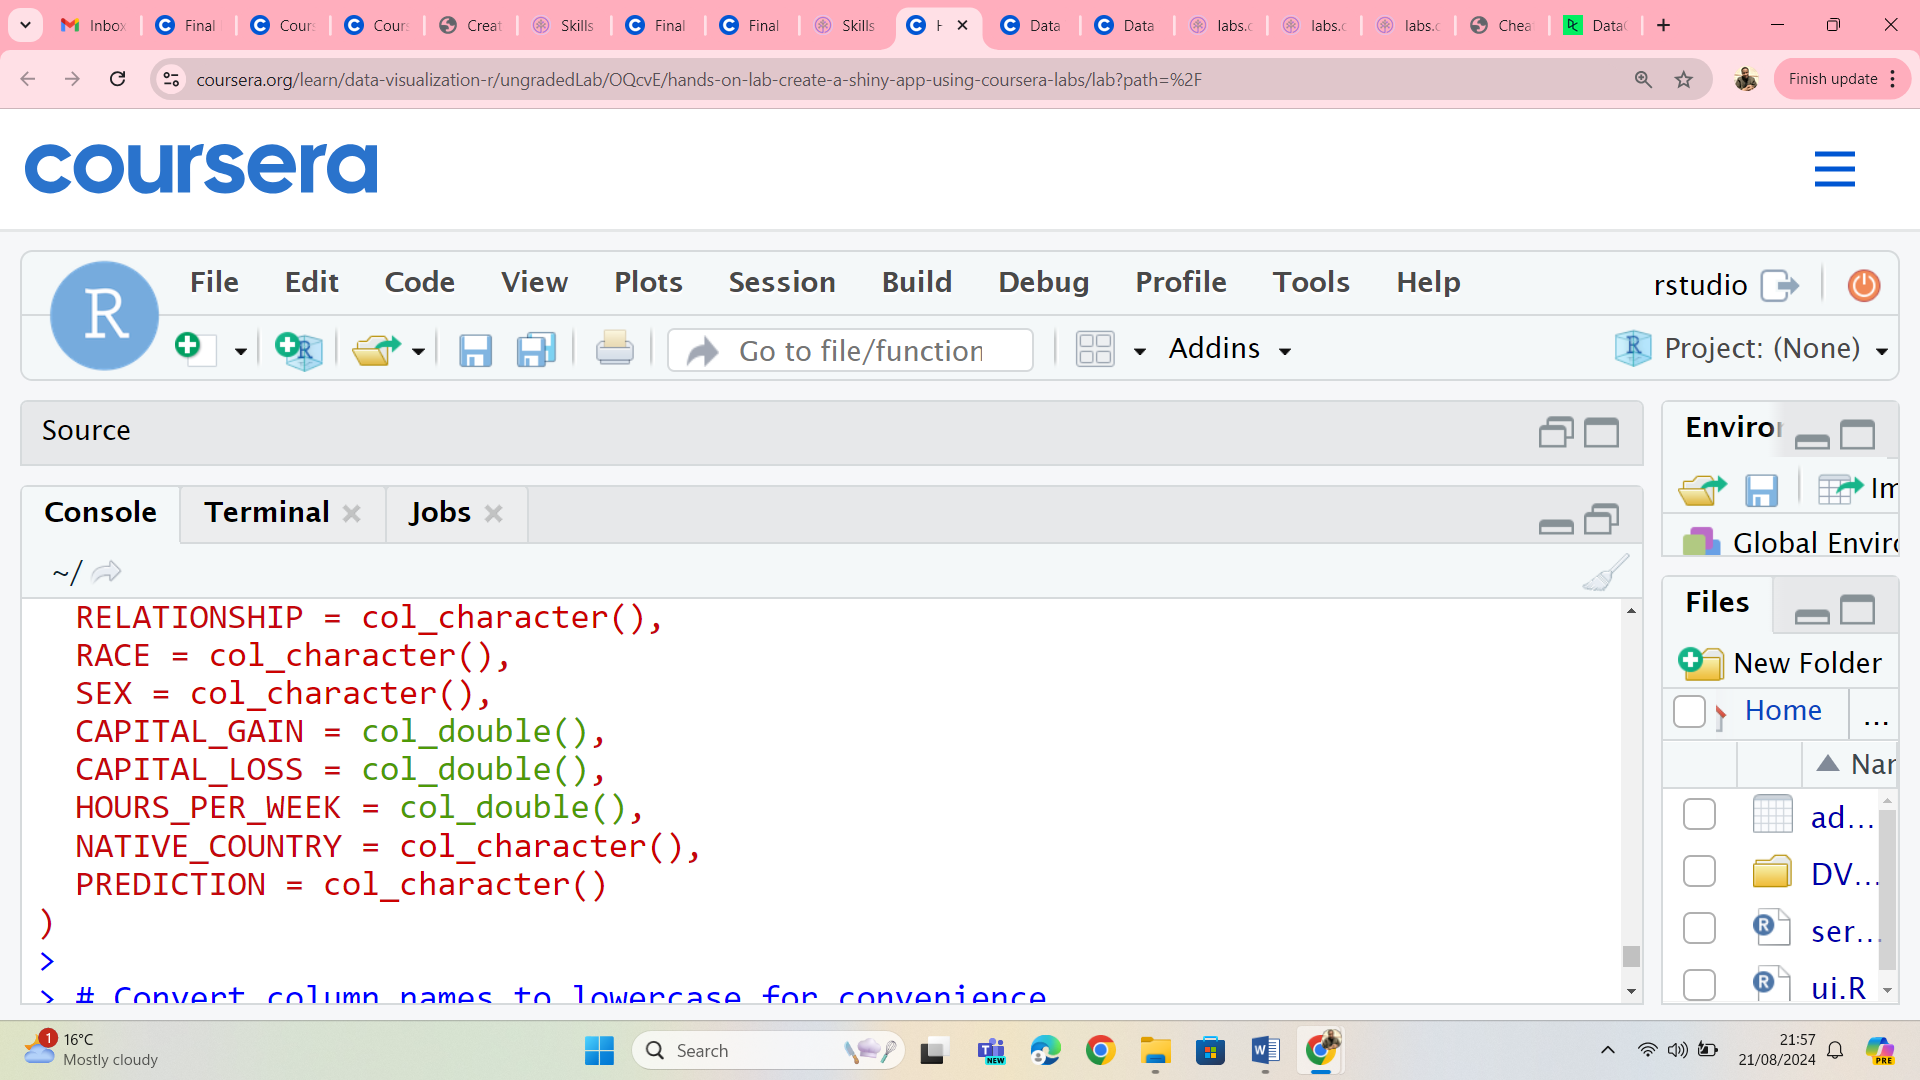 Inbox
Final
Cours
Cours
Creat
Skills
Final
Final
Skills
H
Data
Data
labs.c
labs.c
labs.c
Chea
DataC
coursera.org/learn/data-visualization-r/ungradedLab/OQcvE/hands-on-lab-create-a-shiny-app-using-coursera-labs/lab?path=%2F
Finish update
coursera
R
File Edit Code View Plots Session Build Debug Profile Tools Help
rstudio
Go to file/function
Addins
Project: (None)
Source
Console Terminal Jobs
~/
RELATIONSHIP = col_character(),
RACE = col_character(),
SEX = col_character(),
CAPITAL_GAIN = col_double(),
CAPITAL_LOSS = col_double(),
HOURS_PER_WEEK = col_double(),
NATIVE_COUNTRY = col_character(),
PREDICTION = col_character()
)
>
> # Convert column names to lowercase for convenience
Environ
Im
Global Enviro
Files
New Folder
Home ...
Nam
ad...
DV...
ser...
ui.R
1
16°C
Mostly cloudy
Search
NEW
21:57
21/08/2024
PRE